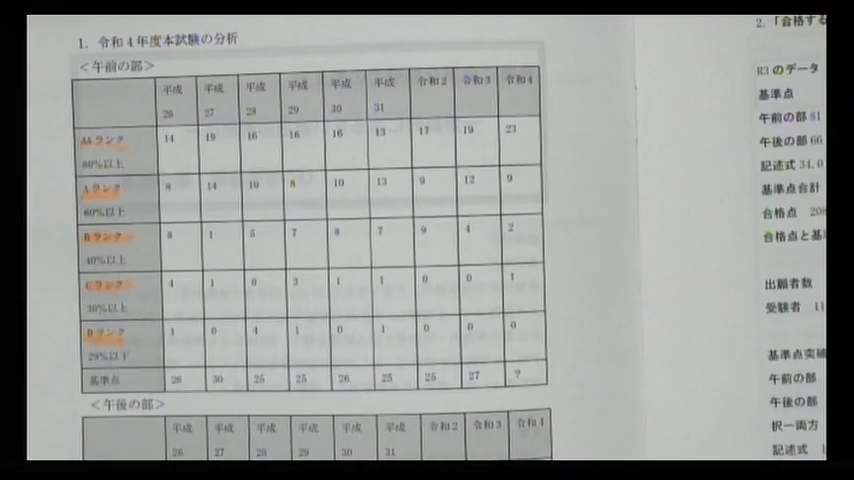 1. 令和4年度本試験の分析
<午前の部>
平成26 平成27 平成28 平成29 平成30 平成31 令和2 令和3 令和4
AAランク 80%以上 14 19 16 16 16 13 17 19 23
Aランク 60%以上 8 14 10 8 10 13 9 12 9
Bランク 40%以上 8 1 5 7 8 7 9 4 2
Cランク 30%以上 4 1 0 3 1 1 0 0 1
Dランク 29%以下 1 0 4 1 0 1 0 0 0
基準点 26 30 25 25 26 25 25 27 ?
<午後の部>
平成26 平成27 平成28 平成29 平成30 平成31 令和2 令和3 令和4
2. 「合格する
R3のデータ
基準点
午前の部 81
午後の部 66
記述式 34.0
基準点合計
合格点 208
合格点と基
出願者数
受験者 11
基準点突破
午前の部
午後の部
択一両方
記述式